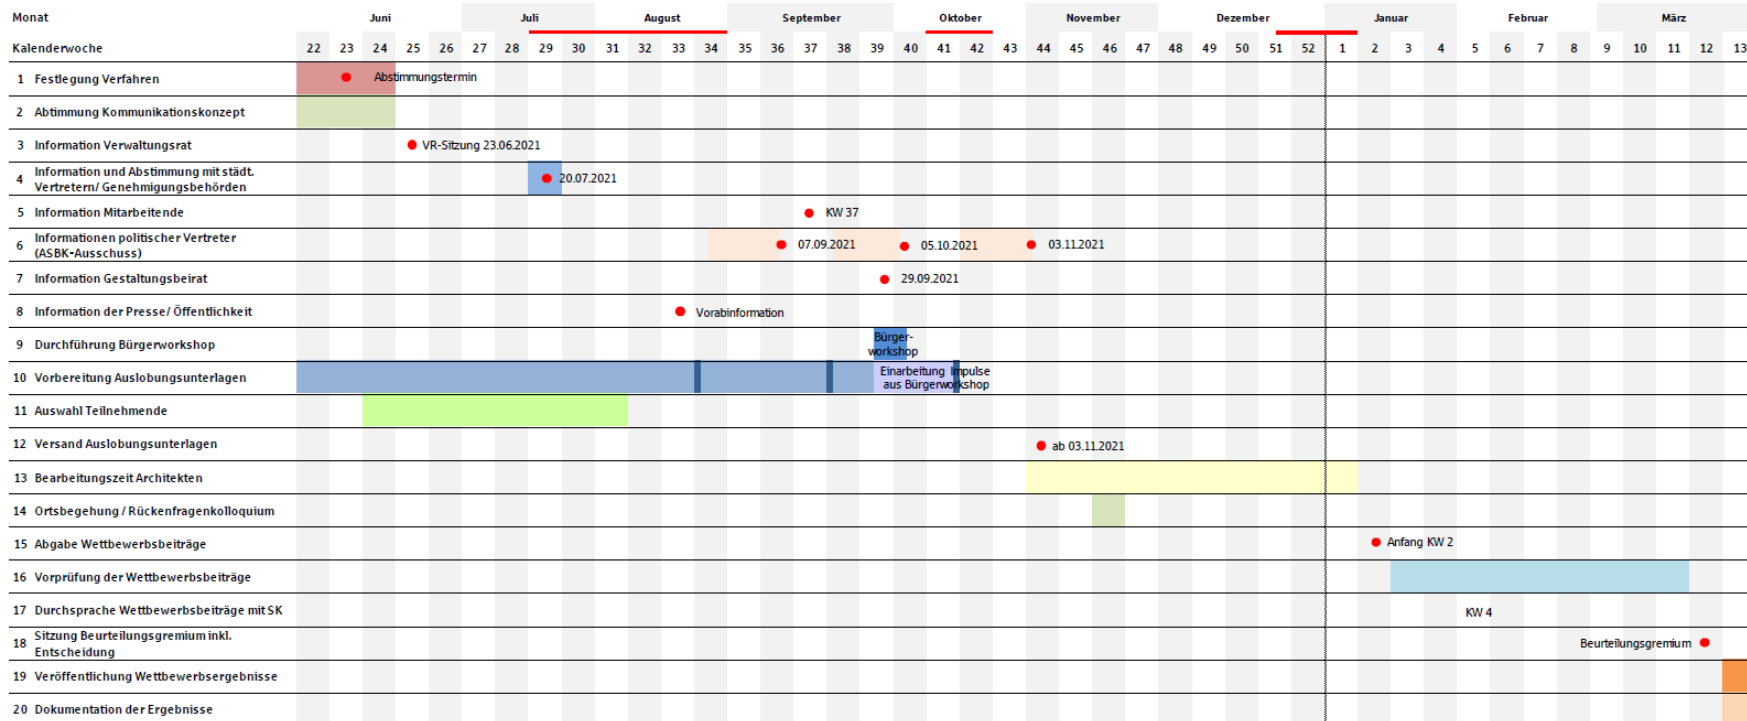 Monat Juni Juli August September Oktober November Dezember Januar Februar März
Kalenderwoche 22 23 24 25 26 27 28 29 30 31 32 33 34 35 36 37 38 39 40 41 42 43 44 45 46 47 48 49 50 51 52 1 2 3 4 5 6 7 8 9 10 11 12 13
1 Festlegung Verfahren Abstimmungstermin
2 Abtimmung Kommunikationskonzept
3 Information Verwaltungsrat VR-Sitzung 23.06.2021
4 Information und Abstimmung mit städt.
Vertretern/ Genehmigungsbehörden 20.07.2021
5 Information Mitarbeitende KW 37
6 Informationen politischer Vertreter
(ASBK-Ausschuss) 07.09.2021 05.10.2021 03.11.2021
7 Information Gestaltungsbeirat 29.09.2021
8 Information der Presse/ Öffentlichkeit Vorabinformation
9 Durchführung Bürgerworkshop Bürger-
workshop
10 Vorbereitung Auslobungsunterlagen Einarbeitung Impulse
aus Bürgerworkshop
11 Auswahl Teilnehmende
12 Versand Auslobungsunterlagen ab 03.11.2021
13 Bearbeitungszeit Architekten
14 Ortsbegehung / Rückenfragenkolloquium
15 Abgabe Wettbewerbsbeiträge Anfang KW 2
16 Vorprüfung der Wettbewerbsbeiträge
17 Durchsprache Wettbewerbsbeiträge mit SK KW 4
18 Sitzung Beurteilungsgremium inkl.
Entscheidung Beurteilungsgremium
19 Veröffentlichung Wettbewerbsergebnisse
20 Dokumentation der Ergebnisse